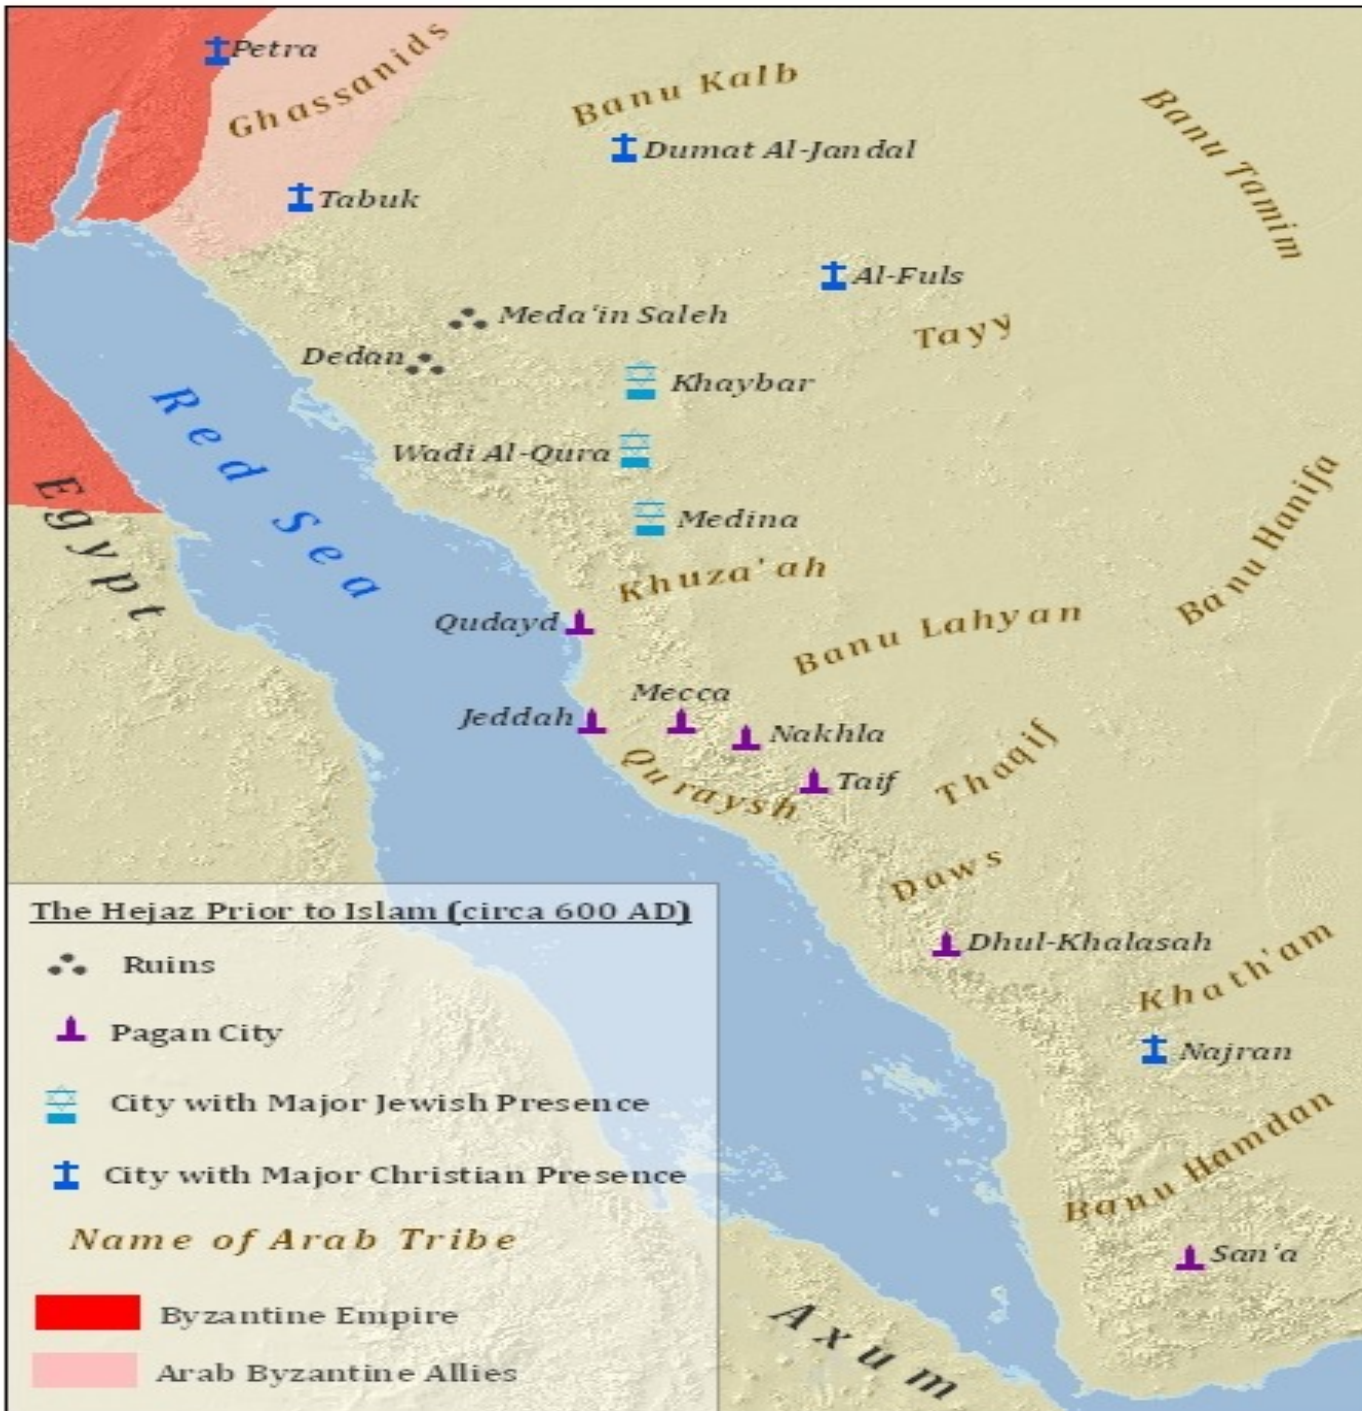 Petra
Ghassanids
Banu Kalb
Banu Tamim
Dumat Al-Jandal
Tabuk
Al-Fuls
Meda'in Saleh
Tayy
Dedan
Khaybar
Red Sea
Wadi Al-Qura
Egypt
Medina
Banu Hanifa
Khuza'ah
Qudayd
Banu Lahyan
Mecca
Jeddah
Nakhla
Quraysh
Taif
Thaqif
Daws
The Hejaz Prior to Islam (circa 600 AD)
Ruins
Pagan City
City with Major Jewish Presence
City with Major Christian Presence
Name of Arab Tribe
Byzantine Empire
Arab Byzantine Allies
Dhul-Khalasah
Khath'am
Najran
Banu Hamdan
San'a
Axum